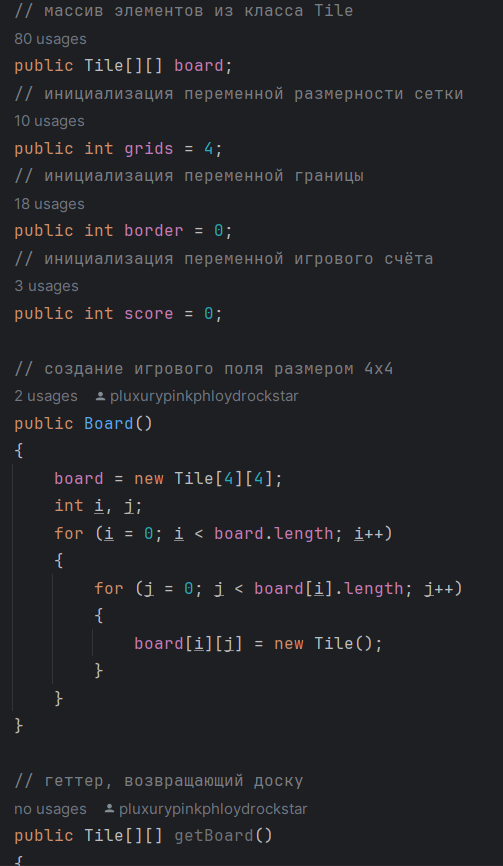 // массив элементов из класса Tile
80 usages
public Tile[][] board;
// инициализация переменной размерности сетки
10 usages
public int grids = 4;
// инициализация переменной границы
18 usages
public int border = 0;
// инициализация переменной игрового счёта
3 usages
public int score = 0;
// создание игрового поля размером 4x4
2 usages pluxurypinkphloydrockstar
public Board()
{
board = new Tile[4][4];
int i, j;
for (i = 0; i < board.length; i++)
{
for (j = 0; j < board[i].length; j++)
{
board[i][j] = new Tile();
}
}
}
// геттер, возвращающий доску
no usages pluxurypinkphloydrockstar
public Tile[][] getBoard()
{